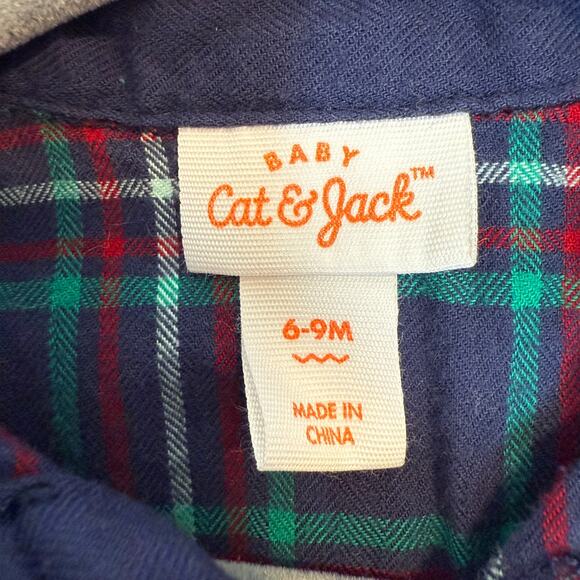 BABY
Cat & Jack™
6-9M
MADE IN
CHINA